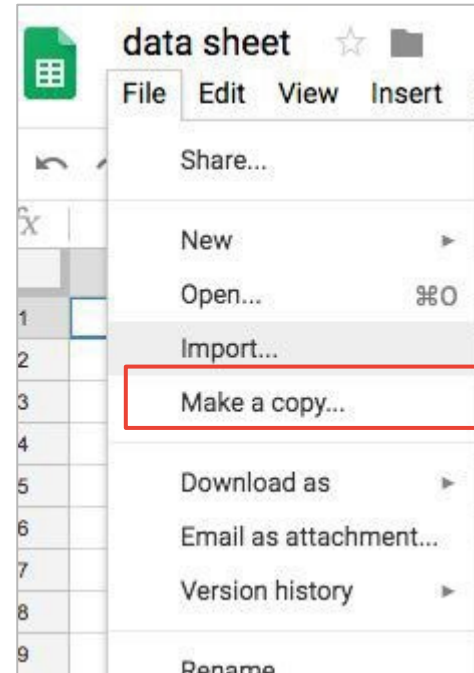 data sheet
File Edit View Insert
Share...
fx
New
Open... ⌘O
1
Import...
2
3
Make a copy...
4
5
Download as
6
Email as attachment...
7
Version history
8
9
Rename